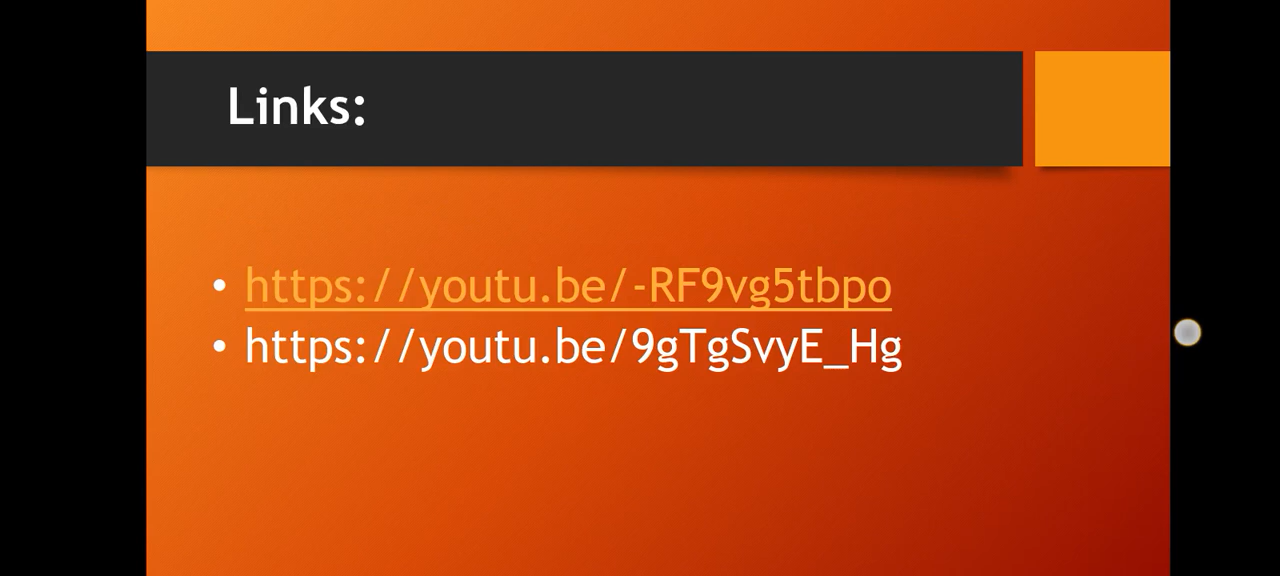 Links:
• https://youtu.be/-RF9vg5tbpo
• https://youtu.be/9gTgSvyE_Hg